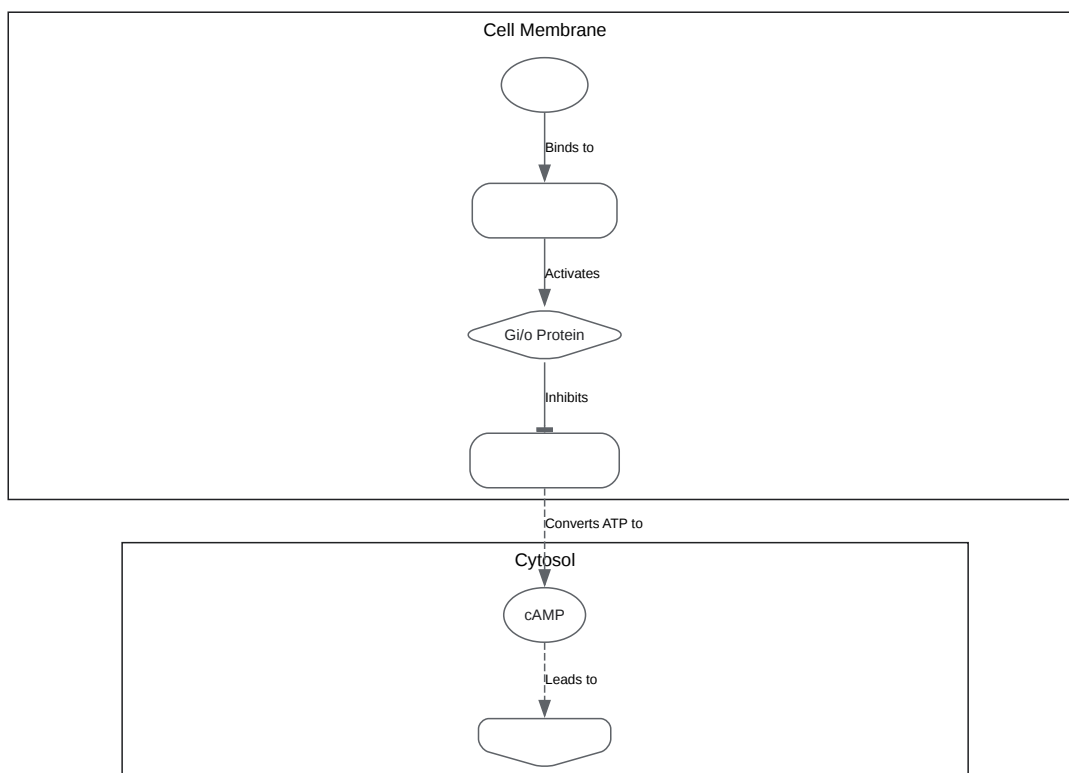 Cell Membrane
Binds to
Activates
Gi/o Protein
Inhibits
Converts ATP to
Cytosol
cAMP
Leads to